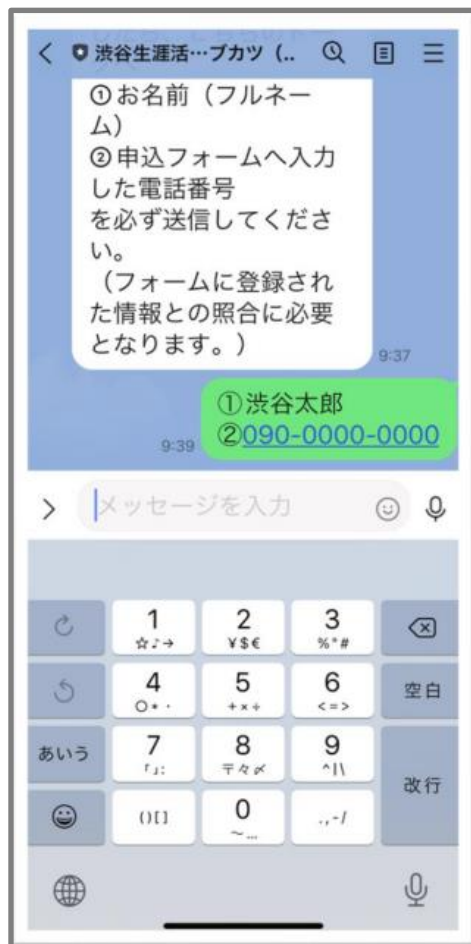 渋谷生涯活…ブカツ（..
①お名前（フルネー
ム）
②申込フォームへ入力
した電話番号
を必ず送信してくださ
い。
（フォームに登録され
た情報との照合に必要
となります。）
9:37
①渋谷太郎
②090-0000-0000
9:39
メッセージを入力
1 2 3
☆♪→ ¥$€ %°#
4 5 6 空白
○*・ +×÷ <=>
あいう 7 8 9
「」: 〒々〆 ^|\
改行
()[] 0 .,-/
～…